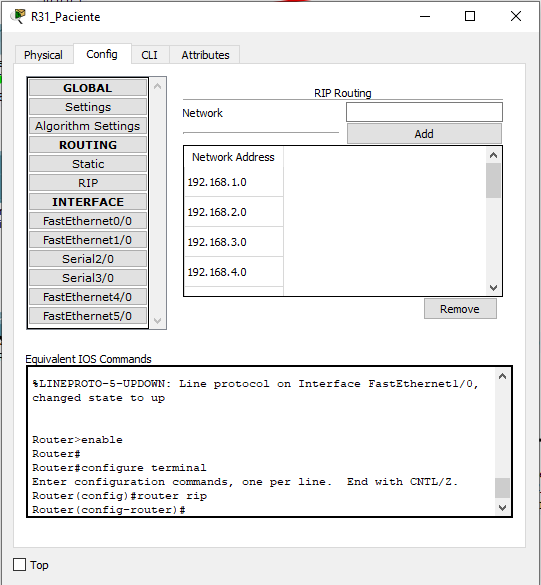 R31_Paciente
Physical
Config
CLI
Attributes
GLOBAL
Settings
Algorithm Settings
ROUTING
Static
RIP
INTERFACE
FastEthernet0/0
FastEthernet1/0
Serial2/0
Serial3/0
FastEthernet4/0
FastEthernet5/0
RIP Routing
Network
Add
Network Address
192.168.1.0
192.168.2.0
192.168.3.0
192.168.4.0
Remove
Equivalent IOS Commands
%LINEPROTO-5-UPDOWN: Line protocol on Interface FastEthernet1/0,
changed state to up
Router>enable
Router#
Router#configure terminal
Enter configuration commands, one per line.  End with CNTL/Z.
Router(config)#router rip
Router(config-router)#
Top